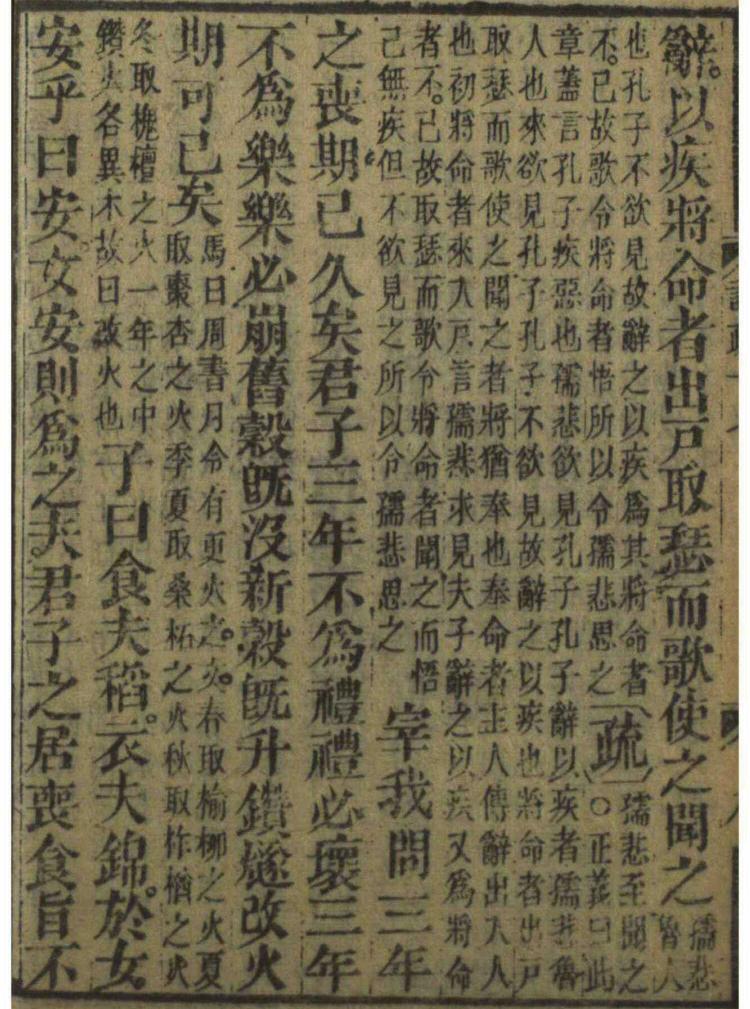 辭以疾將命者出戸取瑟而歌使之聞之孺悲
魯人
也孔子不欲見故辭之以疾爲其將命者
不已故歌令將命者悟所以令孺悲思之
疏
孺悲至聞之
○正義曰此
章蓋言孔子疾惡也孺悲欲見孔子孔子辭以疾者孺悲魯
人也來欲見孔子孔子不欲見故辭之以疾也將命者出戸
取瑟而歌使之聞之者將猶奉也奉命者主人傳辭出入人
也初將命者來入戸言孺悲求見夫子辭之以疾又爲將命
者不已故取瑟而歌令將命者聞之而悟
己無疾但不欲見之所以令孺悲思之
宰我問三年
之喪期已久矣君子三年不爲禮禮必壞三年
不爲樂樂必崩舊穀既沒新穀既升鑽燧改火
期可已矣
馬曰周書月令有更火之文春取榆柳之火夏
取棗杏之火季夏取桑柘之火秋取柞楢之火
冬取槐檀之火一年之中
鑽火各異木故曰改火也
子曰食夫稻衣夫錦於女
安乎曰安女安則爲之夫君子之居喪食旨不